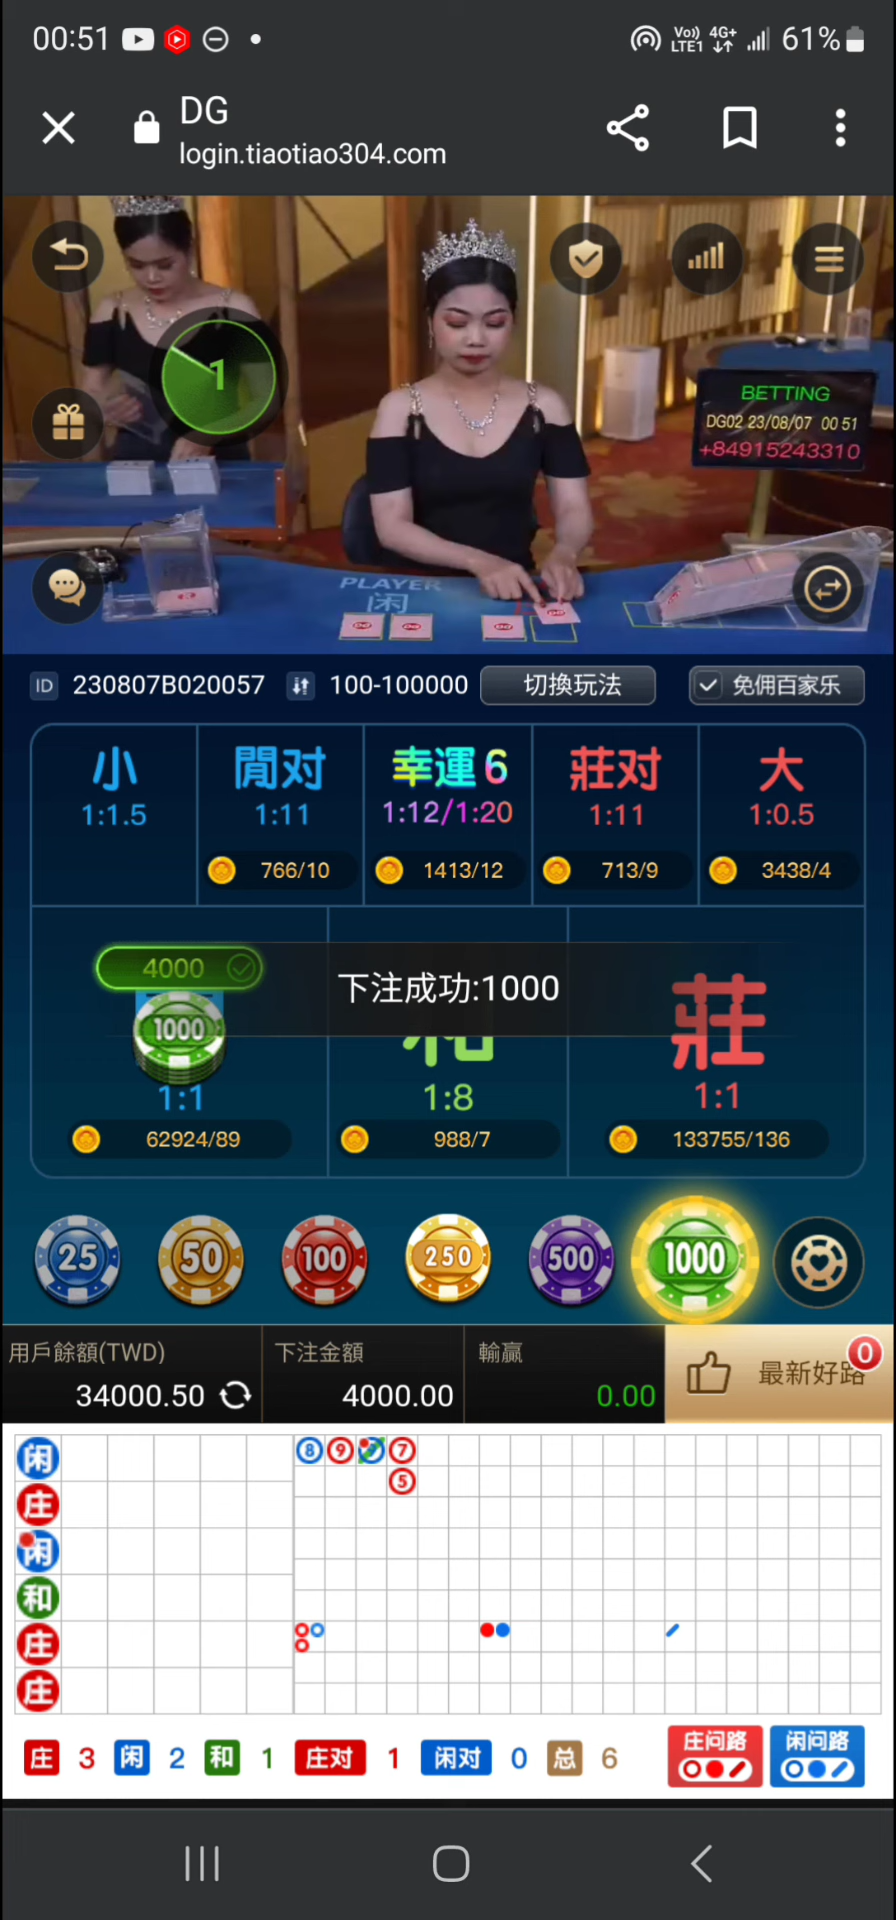 00:51
Vo)) LTE1 4G+ 61%
DG
login.tiaotiao304.com
1
BETTING
DG02 23/08/07 00 51
+84915243310
PLAYER
闲
ID 230807B020057 100-100000 切換玩法 免佣百家乐
小 閒对 幸運6 莊对 大
1:1.5 1:11 1:12/1:20 1:11 1:0.5
766/10 1413/12 713/9 3438/4
4000
下注成功:1000
1000
和 莊
1:1 1:8 1:1
62924/89 988/7 133755/136
25 50 100 250 500 1000
用戶餘額(TWD) 下注金額 輸贏
34000.50 4000.00 0.00 最新好路 0
闲 8 9 7
庄 5
闲
和
庄
庄
庄 3 闲 2 和 1 庄对 1 闲对 0 总 6 庄问路 闲问路